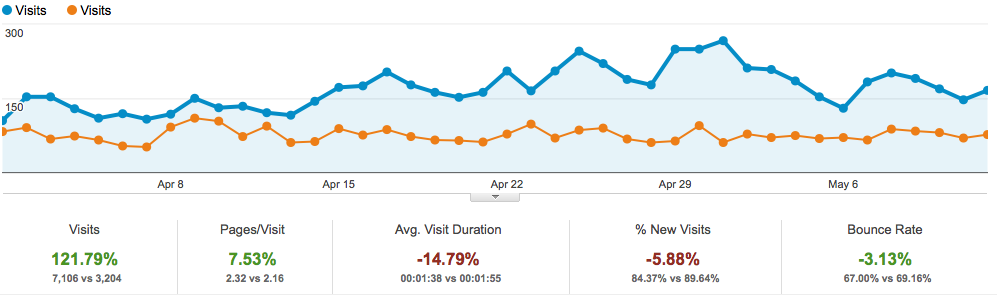 Visits Visits
300
150
Apr 8 Apr 15 Apr 22 Apr 29 May 6
Visits Pages/Visit Avg. Visit Duration % New Visits Bounce Rate
121.79% 7.53% -14.79% -5.88% -3.13%
7,106 vs 3,204 2.32 vs 2.16 00:01:38 vs 00:01:55 84.37% vs 89.64% 67.00% vs 69.16%